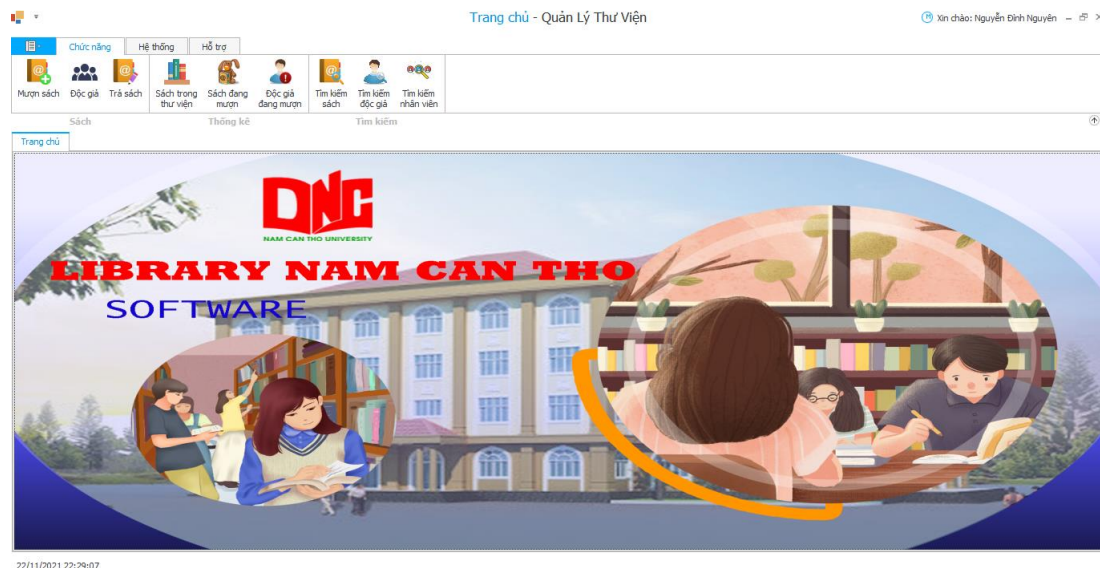 Trang chủ - Quản Lý Thư Viện
Xin chào: Nguyễn Đình Nguyên
Chức năng
Hệ thống
Hỗ trợ
Mượn sách
Độc giả
Trả sách
Sách trong
thư viện
Sách đang
mượn
Độc giả
đang mượn
Tìm kiếm
sách
Tìm kiếm
độc giả
Tìm kiếm
nhân viên
Sách
Thống kê
Tìm kiếm
Trang chủ
DNC
NAM CAN THO UNIVERSITY
LIBRARY NAM CAN THO
SOFTWARE
22/11/2021 22:29:07